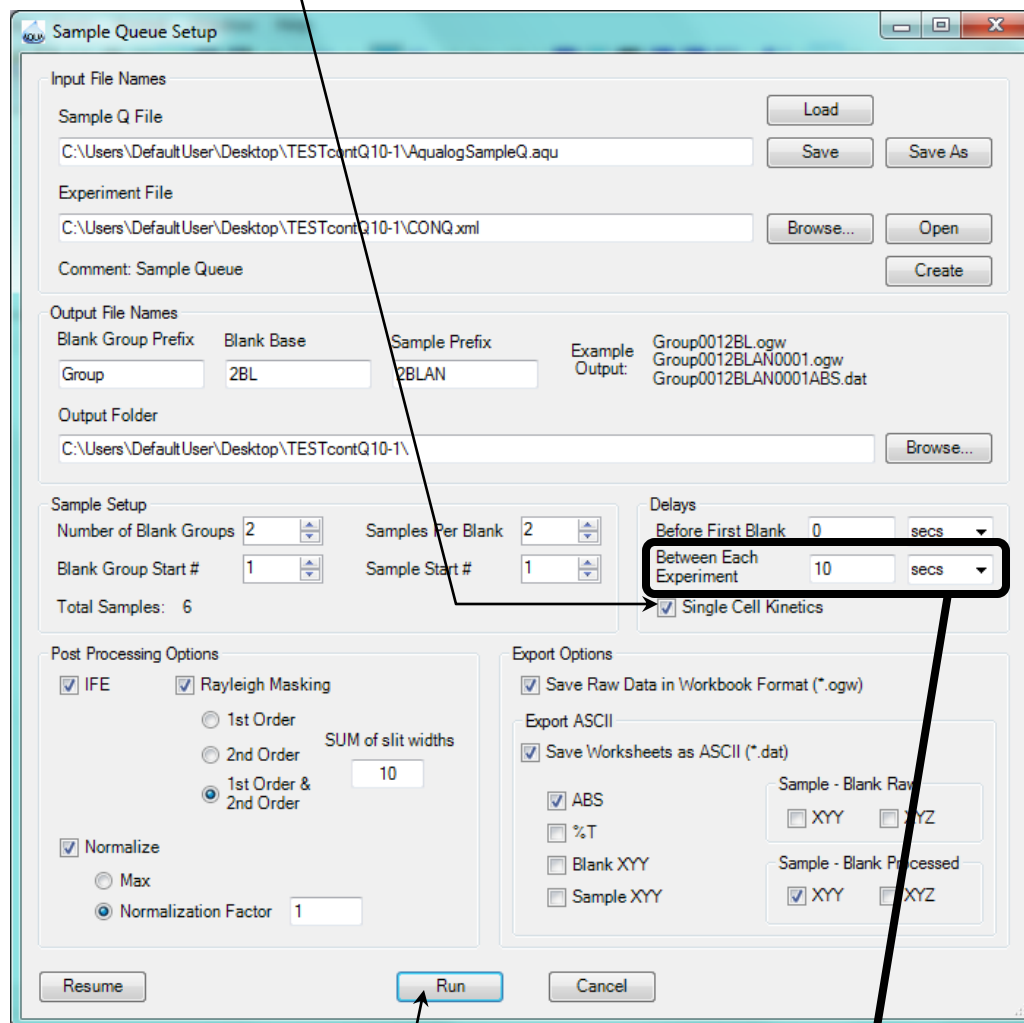 Sample Queue Setup
Input File Names
Sample Q File
Load
C:\Users\DefaultUser\Desktop\TESTcontQ10-1\AqualogSampleQ.aqu
Save
Save As
Experiment File
C:\Users\DefaultUser\Desktop\TESTcontQ10-1\CONQ.xml
Browse...
Open
Comment: Sample Queue
Create
Output File Names
Blank Group Prefix
Blank Base
Sample Prefix
Example
Output:
Group0012BL.ogw
Group0012BLAN0001.ogw
Group0012BLAN0001ABS.dat
Group
2BL
2BLAN
Output Folder
C:\Users\DefaultUser\Desktop\TESTcontQ10-1\
Browse...
Sample Setup
Number of Blank Groups 2
Samples Per Blank 2
Blank Group Start # 1
Sample Start # 1
Total Samples: 6
Delays
Before First Blank 0 secs
Between Each
Experiment
10 secs
Single Cell Kinetics
Post Processing Options
IFE
Rayleigh Masking
1st Order
2nd Order
1st Order &
2nd Order
SUM of slit widths
10
Normalize
Max
Normalization Factor 1
Export Options
Save Raw Data in Workbook Format (*.ogw)
Export ASCII
Save Worksheets as ASCII (*.dat)
ABS
%T
Blank XYY
Sample XYY
Sample - Blank Raw
XYY
XYZ
Sample - Blank Processed
XYY
XYZ
Resume
Run
Cancel